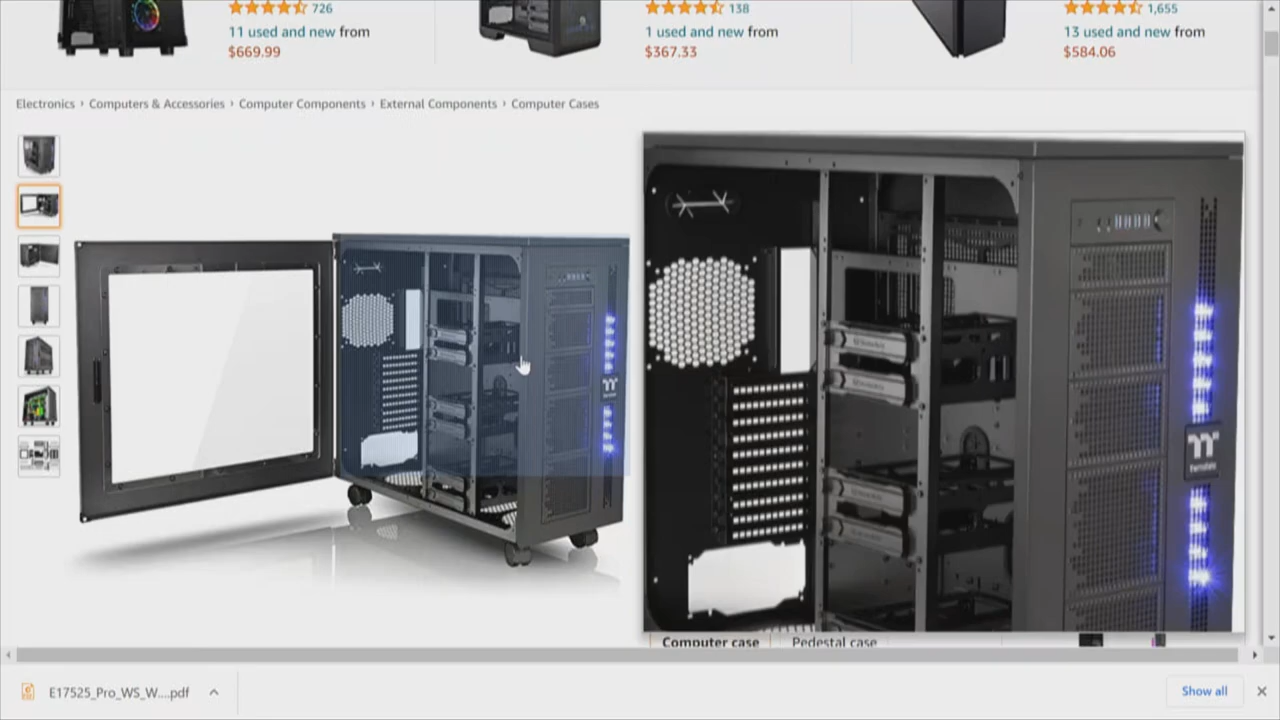 726
11 used and new from
$669.99
138
1 used and new from
$367.33
1,655
13 used and new from
$584.06
Electronics › Computers & Accessories › Computer Components › External Components › Computer Cases
Computer case
Pedestal case
E17525_Pro_WS_W....pdf
Show all